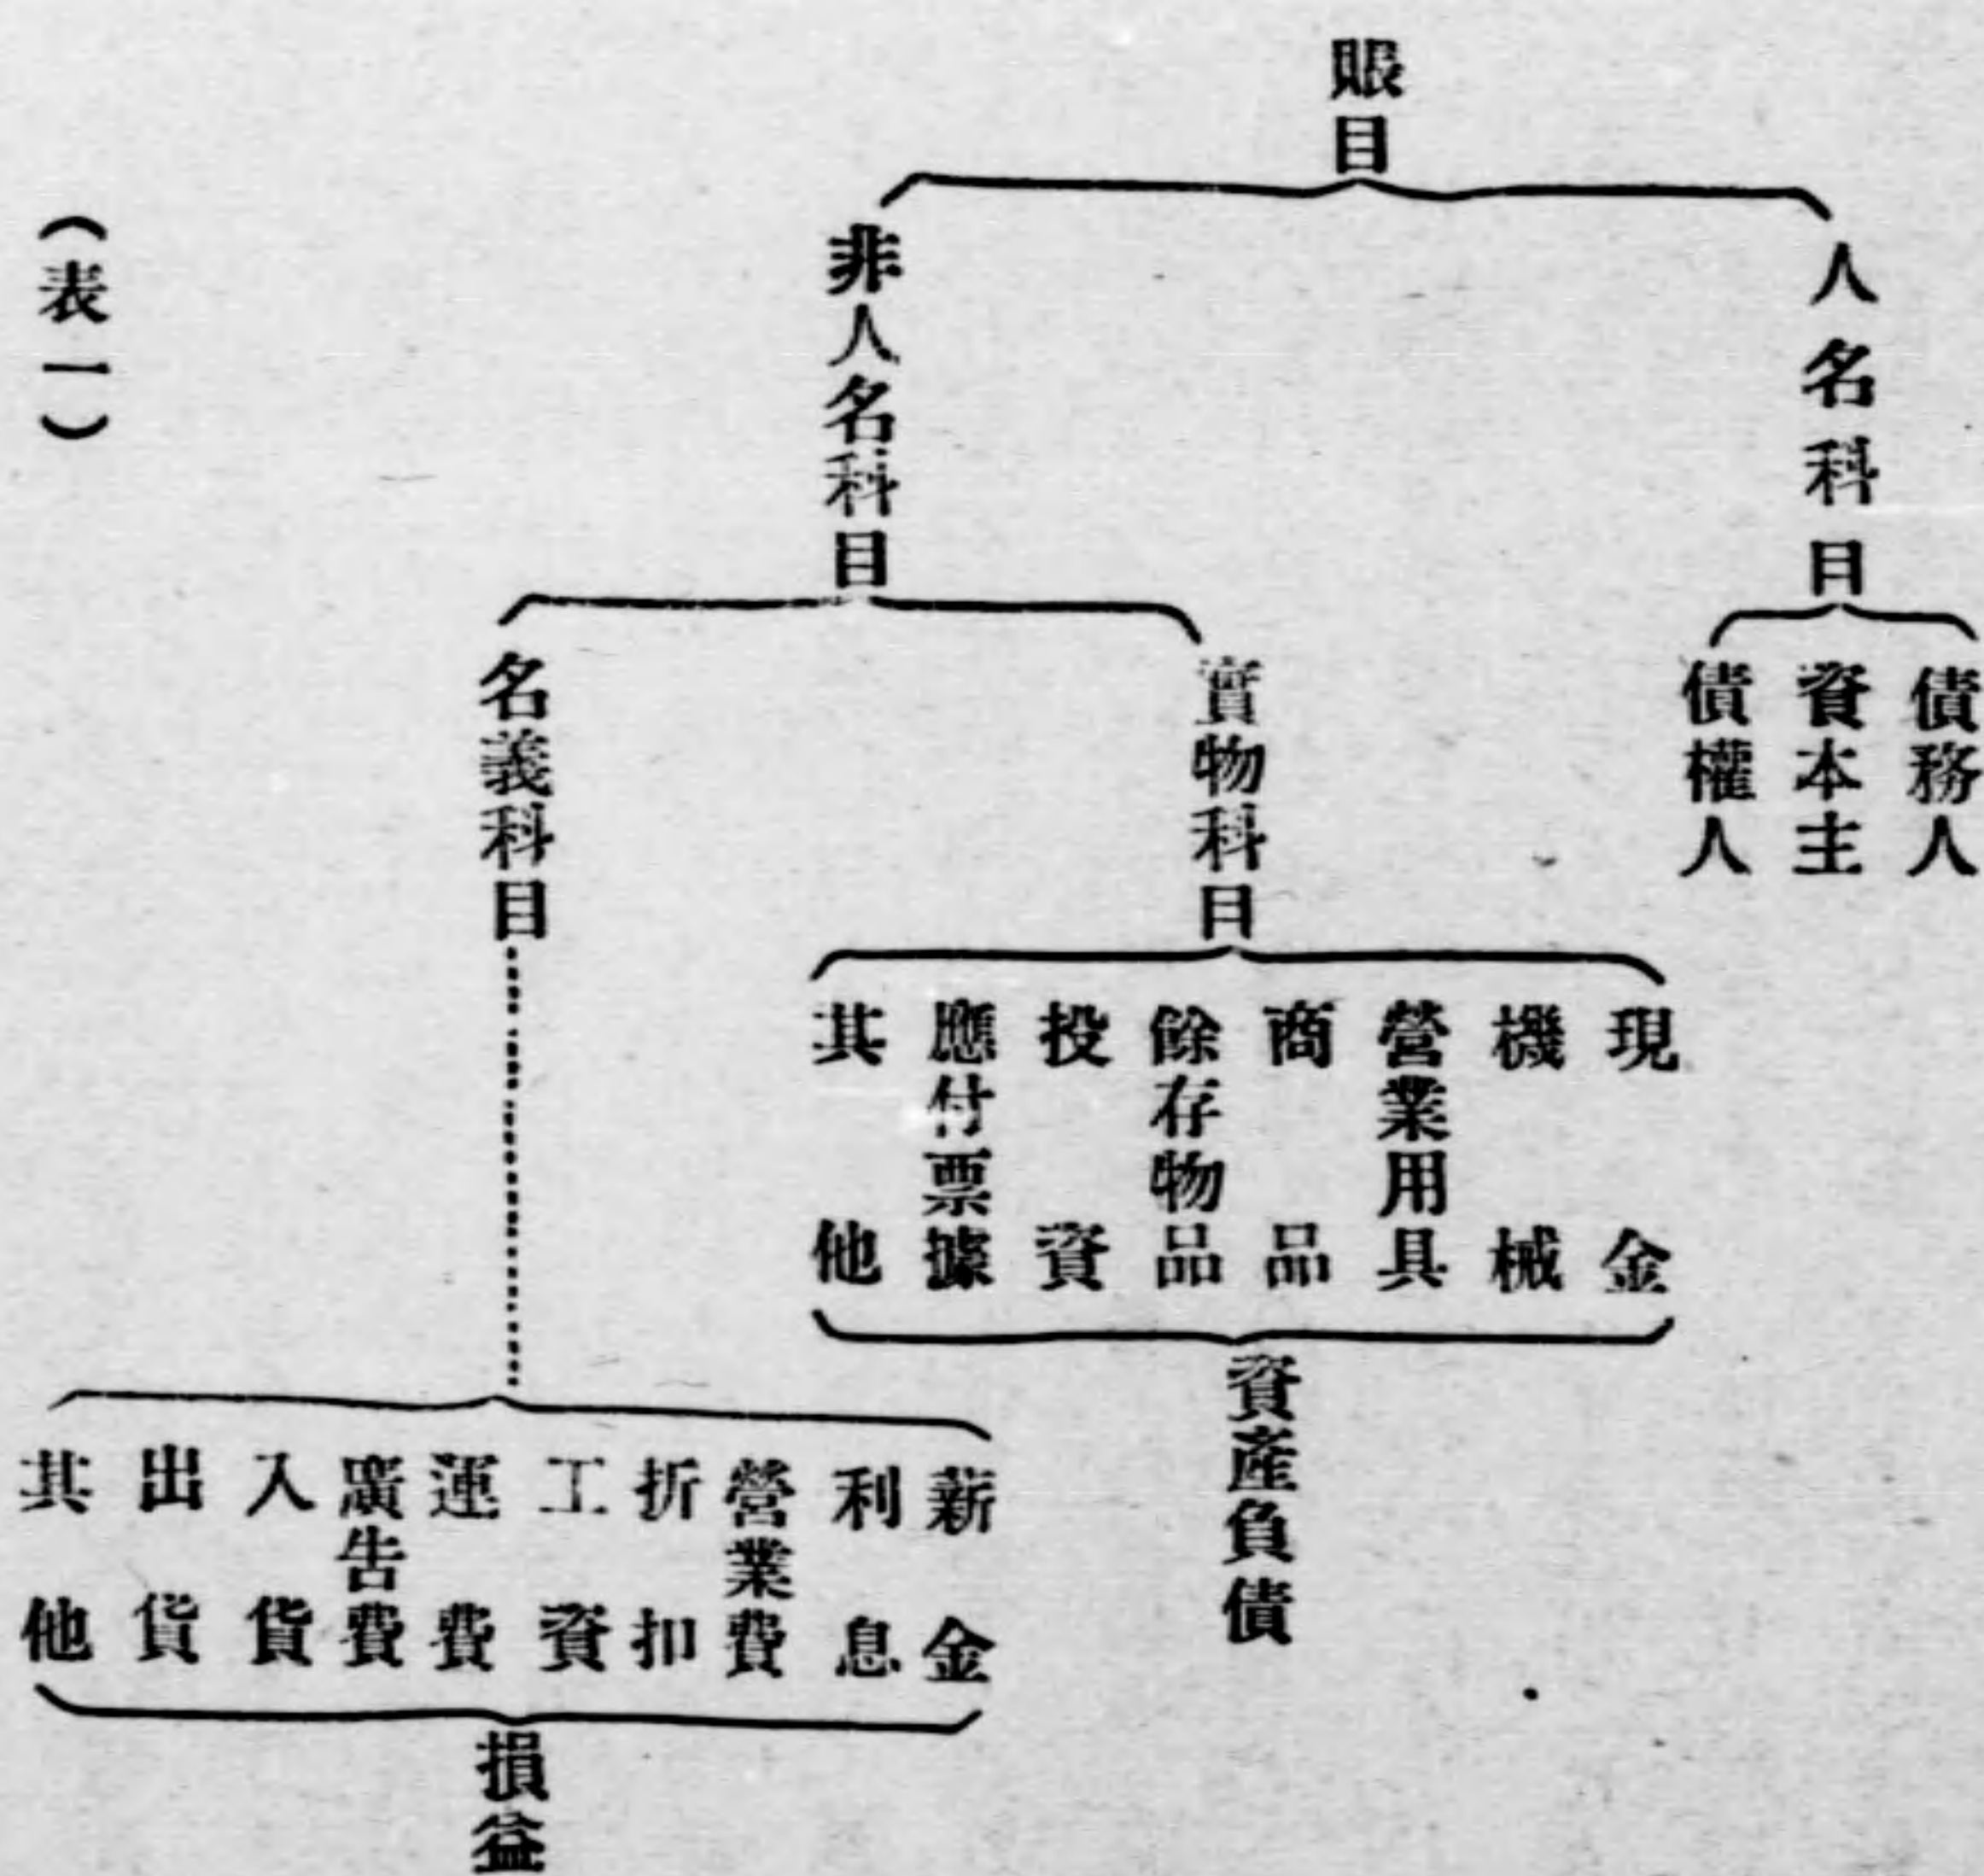 賬目
人名科目
債務人
資本主
債權人
非人名科目
實物科目
現金
機械
營業用具
商品
餘存物品
投資
應付票據
其他
資產負債
名義科目
薪金
利息
營業費
折扣
工資
運費
廣告費
入貨
出貨
其他
損益
（表一）